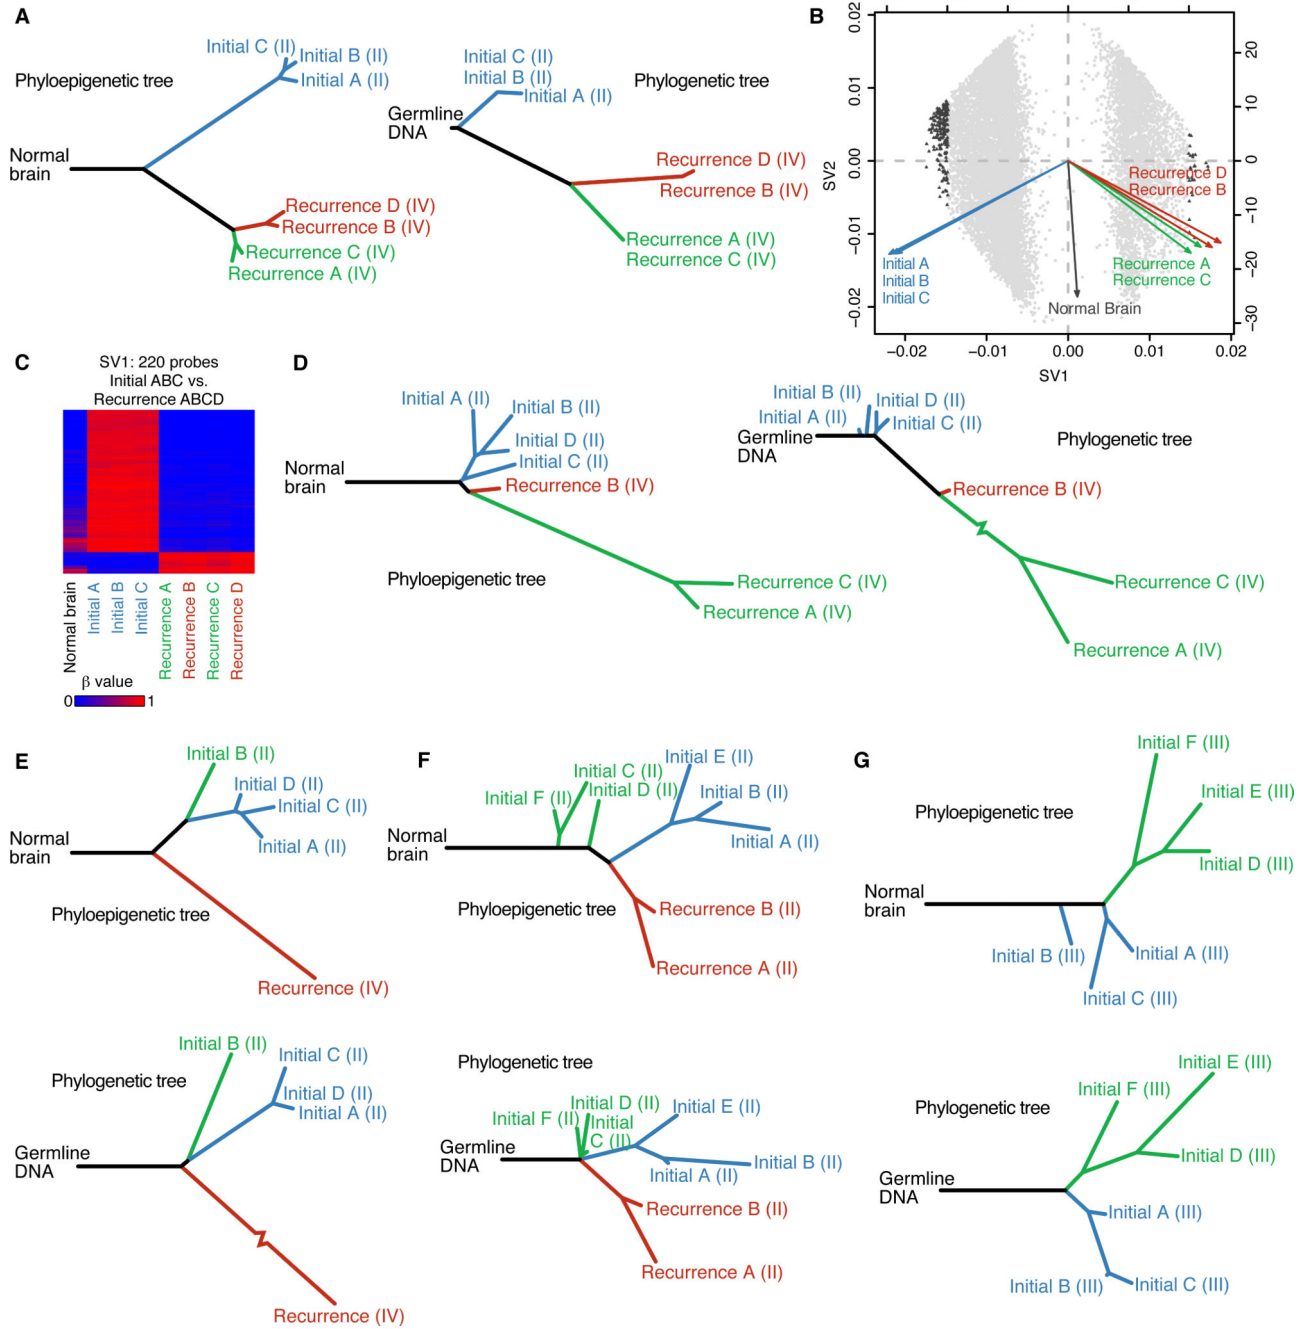 A
Phyloepigenetic tree
Initial C (II)
Initial B (II)
Initial A (II)
Normal
brain
Recurrence D (IV)
Recurrence B (IV)
Recurrence C (IV)
Recurrence A (IV)
Initial C (II)
Initial B (II)
Initial A (II)
Phylogenetic tree
Germline
DNA
Recurrence D (IV)
Recurrence B (IV)
Recurrence A (IV)
Recurrence C (IV)
B
0.02
0.01
0.00
−0.01
−0.02
SV2
20
10
0
−10
−20
−30
Recurrence D
Recurrence B
Recurrence A
Recurrence C
Initial A
Initial B
Initial C
Normal Brain
−0.02
−0.01
0.00
0.01
0.02
SV1
C
SV1: 220 probes
Initial ABC vs.
Recurrence ABCD
Normal brain
Initial A
Initial B
Initial C
Recurrence A
Recurrence B
Recurrence C
Recurrence D
β value
0
1
D
Initial A (II)
Initial B (II)
Initial D (II)
Initial C (II)
Normal
brain
Recurrence B (IV)
Phyloepigenetic tree
Recurrence C (IV)
Recurrence A (IV)
Initial B (II)
Initial D (II)
Initial A (II)
Initial C (II)
Germline
DNA
Phylogenetic tree
Recurrence B (IV)
Recurrence C (IV)
Recurrence A (IV)
E
Initial B (II)
Initial D (II)
Initial C (II)
Initial A (II)
Normal
brain
Phyloepigenetic tree
Recurrence (IV)
Initial B (II)
Initial C (II)
Phylogenetic tree
Initial D (II)
Initial A (II)
Germline
DNA
Recurrence (IV)
F
Initial E (II)
Initial C (II)
Initial D (II)
Initial F (II)
Initial B (II)
Initial A (II)
Normal
brain
Phyloepigenetic tree
Recurrence B (II)
Recurrence A (II)
Phylogenetic tree
Initial D (II)
Initial E (II)
Initial F (II)
Initial
C (II)
Germline
DNA
Initial B (II)
Initial A (II)
Recurrence B (II)
Recurrence A (II)
G
Initial F (III)
Phyloepigenetic tree
Initial E (III)
Initial D (III)
Normal
brain
Initial B (III)
Initial A (III)
Initial C (III)
Initial E (III)
Initial F (III)
Phylogenetic tree
Initial D (III)
Germline
DNA
Initial A (III)
Initial B (III)
Initial C (III)